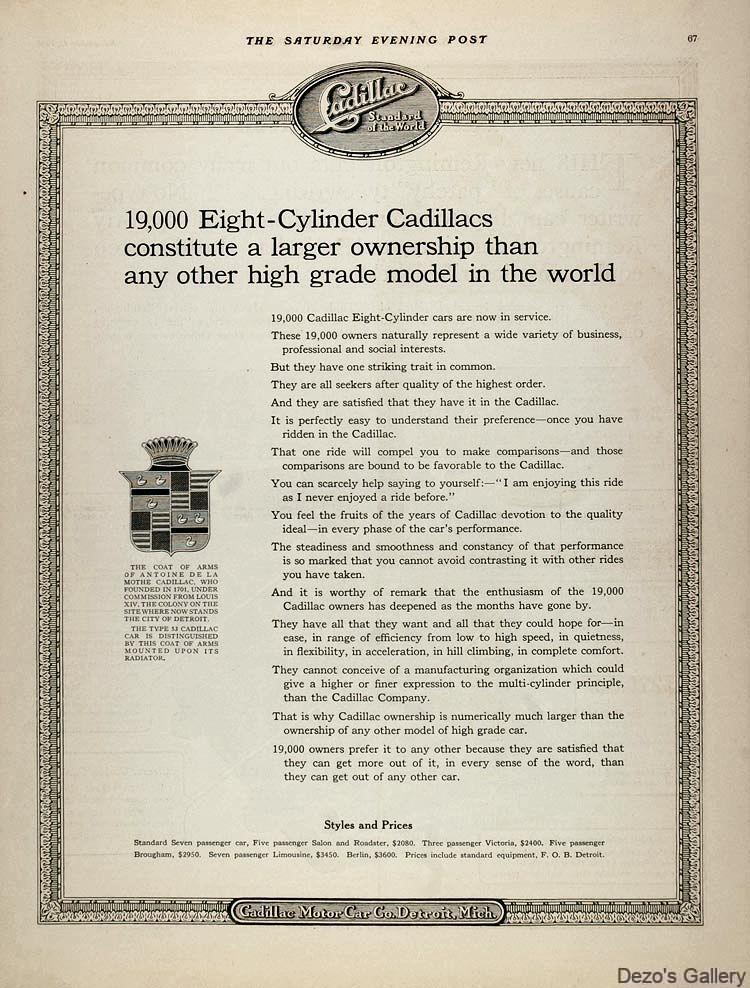 THE SATURDAY EVENING POST
67
Cadillac
Standard
of the World
19,000 Eight-Cylinder Cadillacs
constitute a larger ownership than
any other high grade model in the world
19,000 Cadillac Eight-Cylinder cars are now in service.
These 19,000 owners naturally represent a wide variety of business,
professional and social interests.
But they have one striking trait in common.
They are all seekers after quality of the highest order.
And they are satisfied that they have it in the Cadillac.
It is perfectly easy to understand their preference—once you have
ridden in the Cadillac.
That one ride will compel you to make comparisons—and those
comparisons are bound to be favorable to the Cadillac.
You can scarcely help saying to yourself:—"I am enjoying this ride
as I never enjoyed a ride before."
You feel the fruits of the years of Cadillac devotion to the quality
ideal—in every phase of the car's performance.
The steadiness and smoothness and constancy of that performance
is so marked that you cannot avoid contrasting it with other rides
you have taken.
And it is worthy of remark that the enthusiasm of the 19,000
Cadillac owners has deepened as the months have gone by.
They have all that they want and all that they could hope for—in
ease, in range of efficiency from low to high speed, in quietness,
in flexibility, in acceleration, in hill climbing, in complete comfort.
They cannot conceive of a manufacturing organization which could
give a higher or finer expression to the multi-cylinder principle,
than the Cadillac Company.
That is why Cadillac ownership is numerically much larger than the
ownership of any other model of high grade car.
19,000 owners prefer it to any other because they are satisfied that
they can get more out of it, in every sense of the word, than
they can get out of any other car.
THE COAT OF ARMS
OF ANTOINE DE LA
MOTHE CADILLAC, WHO
FOUNDED IN 1701, UNDER
COMMISSION FROM LOUIS
XIV, THE COLONY ON THE
SITE WHERE NOW STANDS
THE CITY OF DETROIT.
THE TYPE 53 CADILLAC
CAR IS DISTINGUISHED
BY THIS COAT OF ARMS
MOUNTED UPON ITS
RADIATOR.
Styles and Prices
Standard Seven passenger car, Five passenger Salon and Roadster, $2080. Three passenger Victoria, $2400. Five passenger
Brougham, $2950. Seven passenger Limousine, $3450. Berlin, $3600. Prices include standard equipment, F. O. B. Detroit.
Cadillac Motor Car Co. Detroit, Mich.
Dezo's Gallery